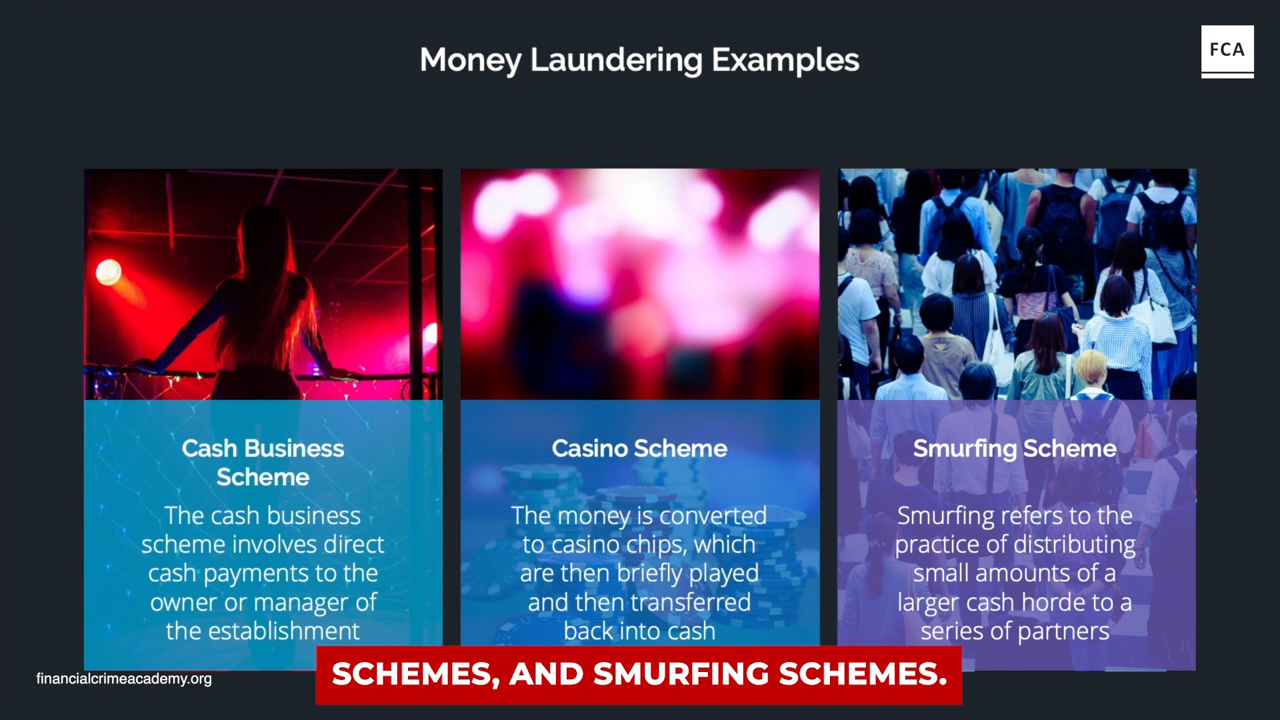 Money Laundering Examples
FCA
Cash Business
Scheme
The cash business
scheme involves direct
cash payments to the
owner or manager of
the establishment
Casino Scheme
The money is converted
to casino chips, which
are then briefly played
and then transferred
back into cash
Smurfing Scheme
Smurfing refers to the
practice of distributing
small amounts of a
larger cash horde to a
series of partners
financialcrimeacademy.org
SCHEMES, AND SMURFING SCHEMES.